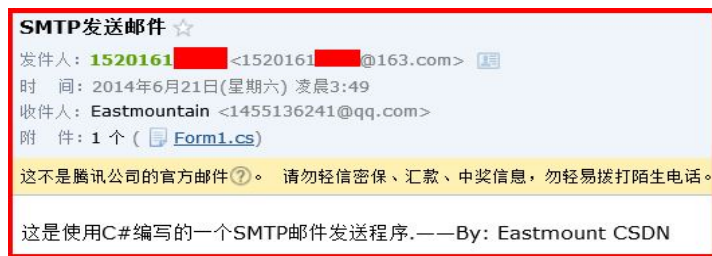 SMTP发送邮件
发件人：1520161 <1520161 @163.com>
时 间：2014年6月21日(星期六) 凌晨3:49
收件人：Eastmountain <1455136241@qq.com>
附 件：1 个 ( Form1.cs)
这不是腾讯公司的官方邮件?。 请勿轻信密保、汇款、中奖信息，勿轻易拨打陌生电话。
这是使用C#编写的一个SMTP邮件发送程序.——By: Eastmount CSDN